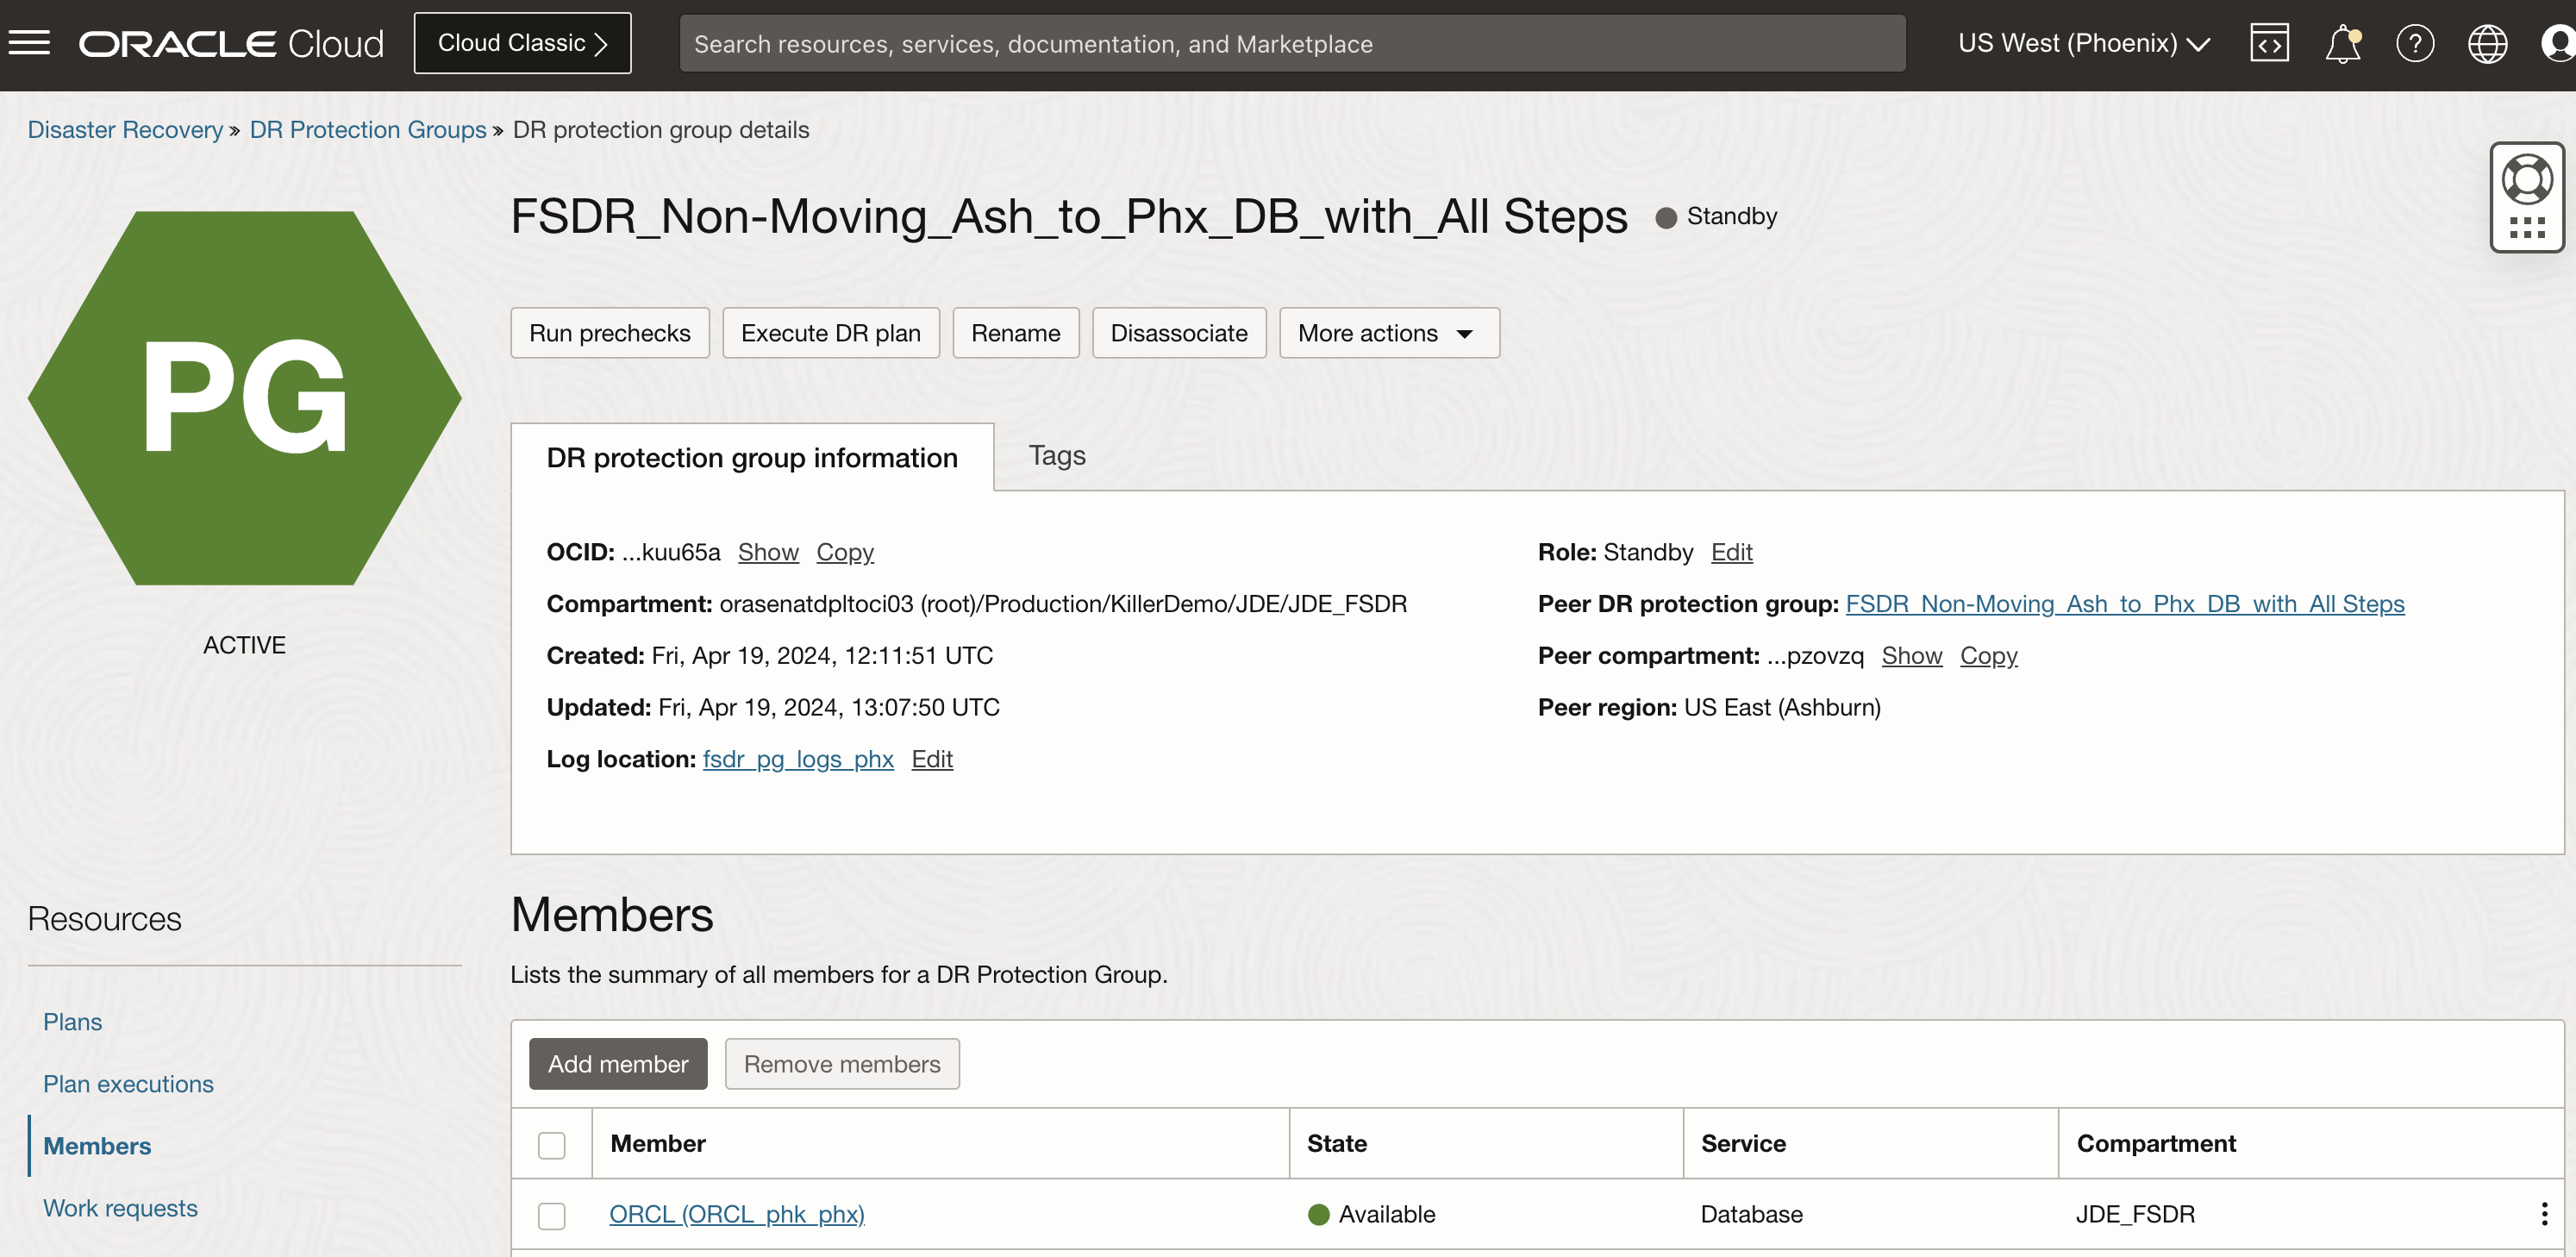 ORACLE Cloud
Cloud Classic
Search resources, services, documentation, and Marketplace
US West (Phoenix)
Disaster Recovery » DR Protection Groups » DR protection group details
PG
ACTIVE
FSDR_Non-Moving_Ash_to_Phx_DB_with_All Steps
Standby
Run prechecks
Execute DR plan
Rename
Disassociate
More actions
DR protection group information
Tags
OCID: ...kuu65a Show Copy
Compartment: orasenatdpltoci03 (root)/Production/KillerDemo/JDE/JDE_FSDR
Created: Fri, Apr 19, 2024, 12:11:51 UTC
Updated: Fri, Apr 19, 2024, 13:07:50 UTC
Log location: fsdr_pg_logs_phx Edit
Role: Standby Edit
Peer DR protection group: FSDR_Non-Moving_Ash_to_Phx_DB_with_All Steps
Peer compartment: ...pzovzq Show Copy
Peer region: US East (Ashburn)
Resources
Plans
Plan executions
Members
Work requests
Members
Lists the summary of all members for a DR Protection Group.
Add member
Remove members
Member State Service Compartment
ORCL (ORCL_phk_phx) Available Database JDE_FSDR